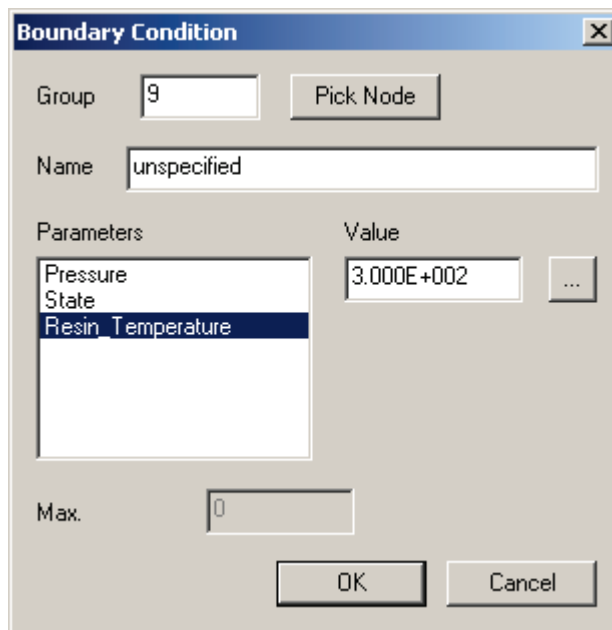 Boundary Condition
Group 9 Pick Node
Name unspecified
Parameters Value
Pressure 3.000E+002 ...
State
Resin_Temperature
Max. 0
OK Cancel